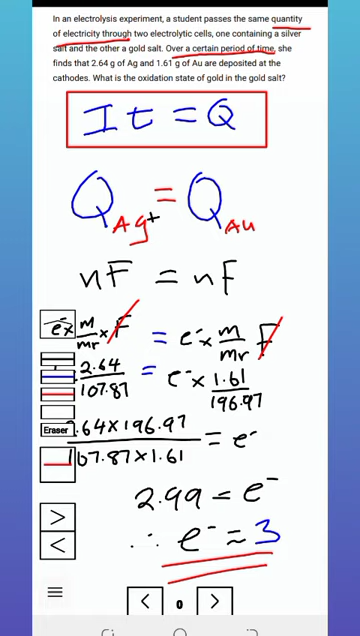 In an electrolysis experiment, a student passes the same quantity
of electricity through two electrolytic cells, one containing a silver
salt and the other a gold salt. Over a certain period of time, she
finds that 2.64 g of Ag and 1.61 g of Au are deposited at the
cathodes. What is the oxidation state of gold in the gold salt?
It = Q
Q Ag+ = Q Au
nF = nF
e⁻ x m/mr x F = e⁻ x m/mr F
2.64/107.87 = e⁻ x 1.61/196.97
.64 x 196.97 / 107.87 x 1.61 = e⁻
Eraser
2.99 = e⁻
∴ e⁻ ≈ 3
>
<
< 0 >